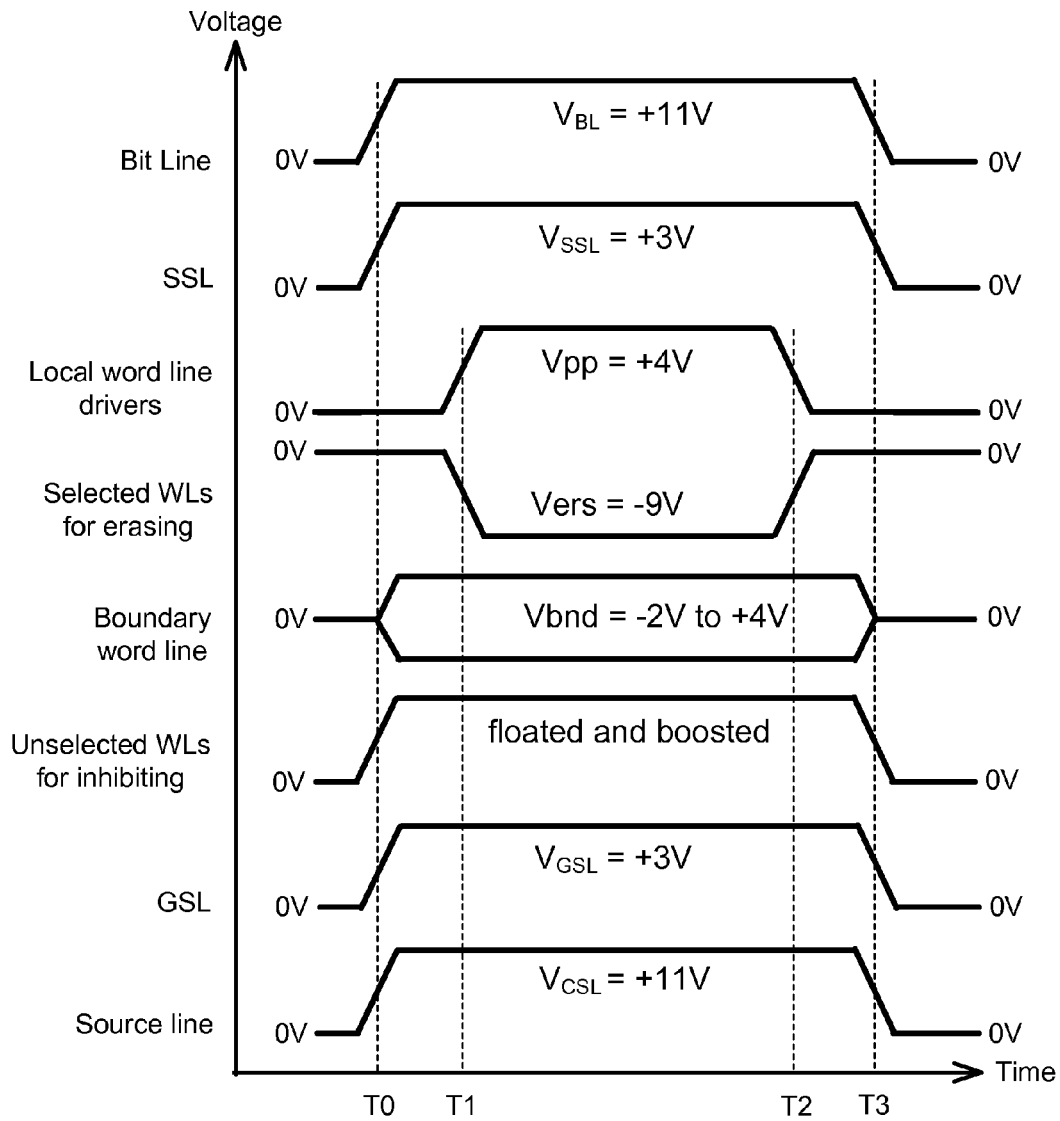 Voltage
V_BL = +11V
Bit Line
0V
0V
V_SSL = +3V
SSL
0V
0V
Vpp = +4V
Local word line
drivers
0V
0V
0V
0V
Selected WLs
for erasing
Vers = -9V
Boundary
word line
0V
Vbnd = -2V to +4V
0V
floated and boosted
Unselected WLs
for inhibiting
0V
0V
V_GSL = +3V
GSL
0V
0V
V_CSL = +11V
Source line
0V
0V
Time
T0
T1
T2
T3